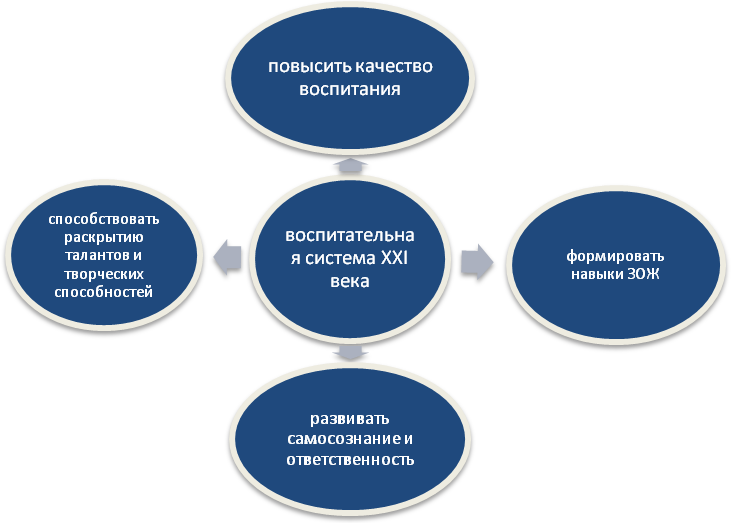 повысить качество
воспитания
способствовать
раскрытию
талантов и
творческих
способностей
воспитательна
я система XXI
века
формировать
навыки ЗОЖ
развивать
самосознание и
ответственность